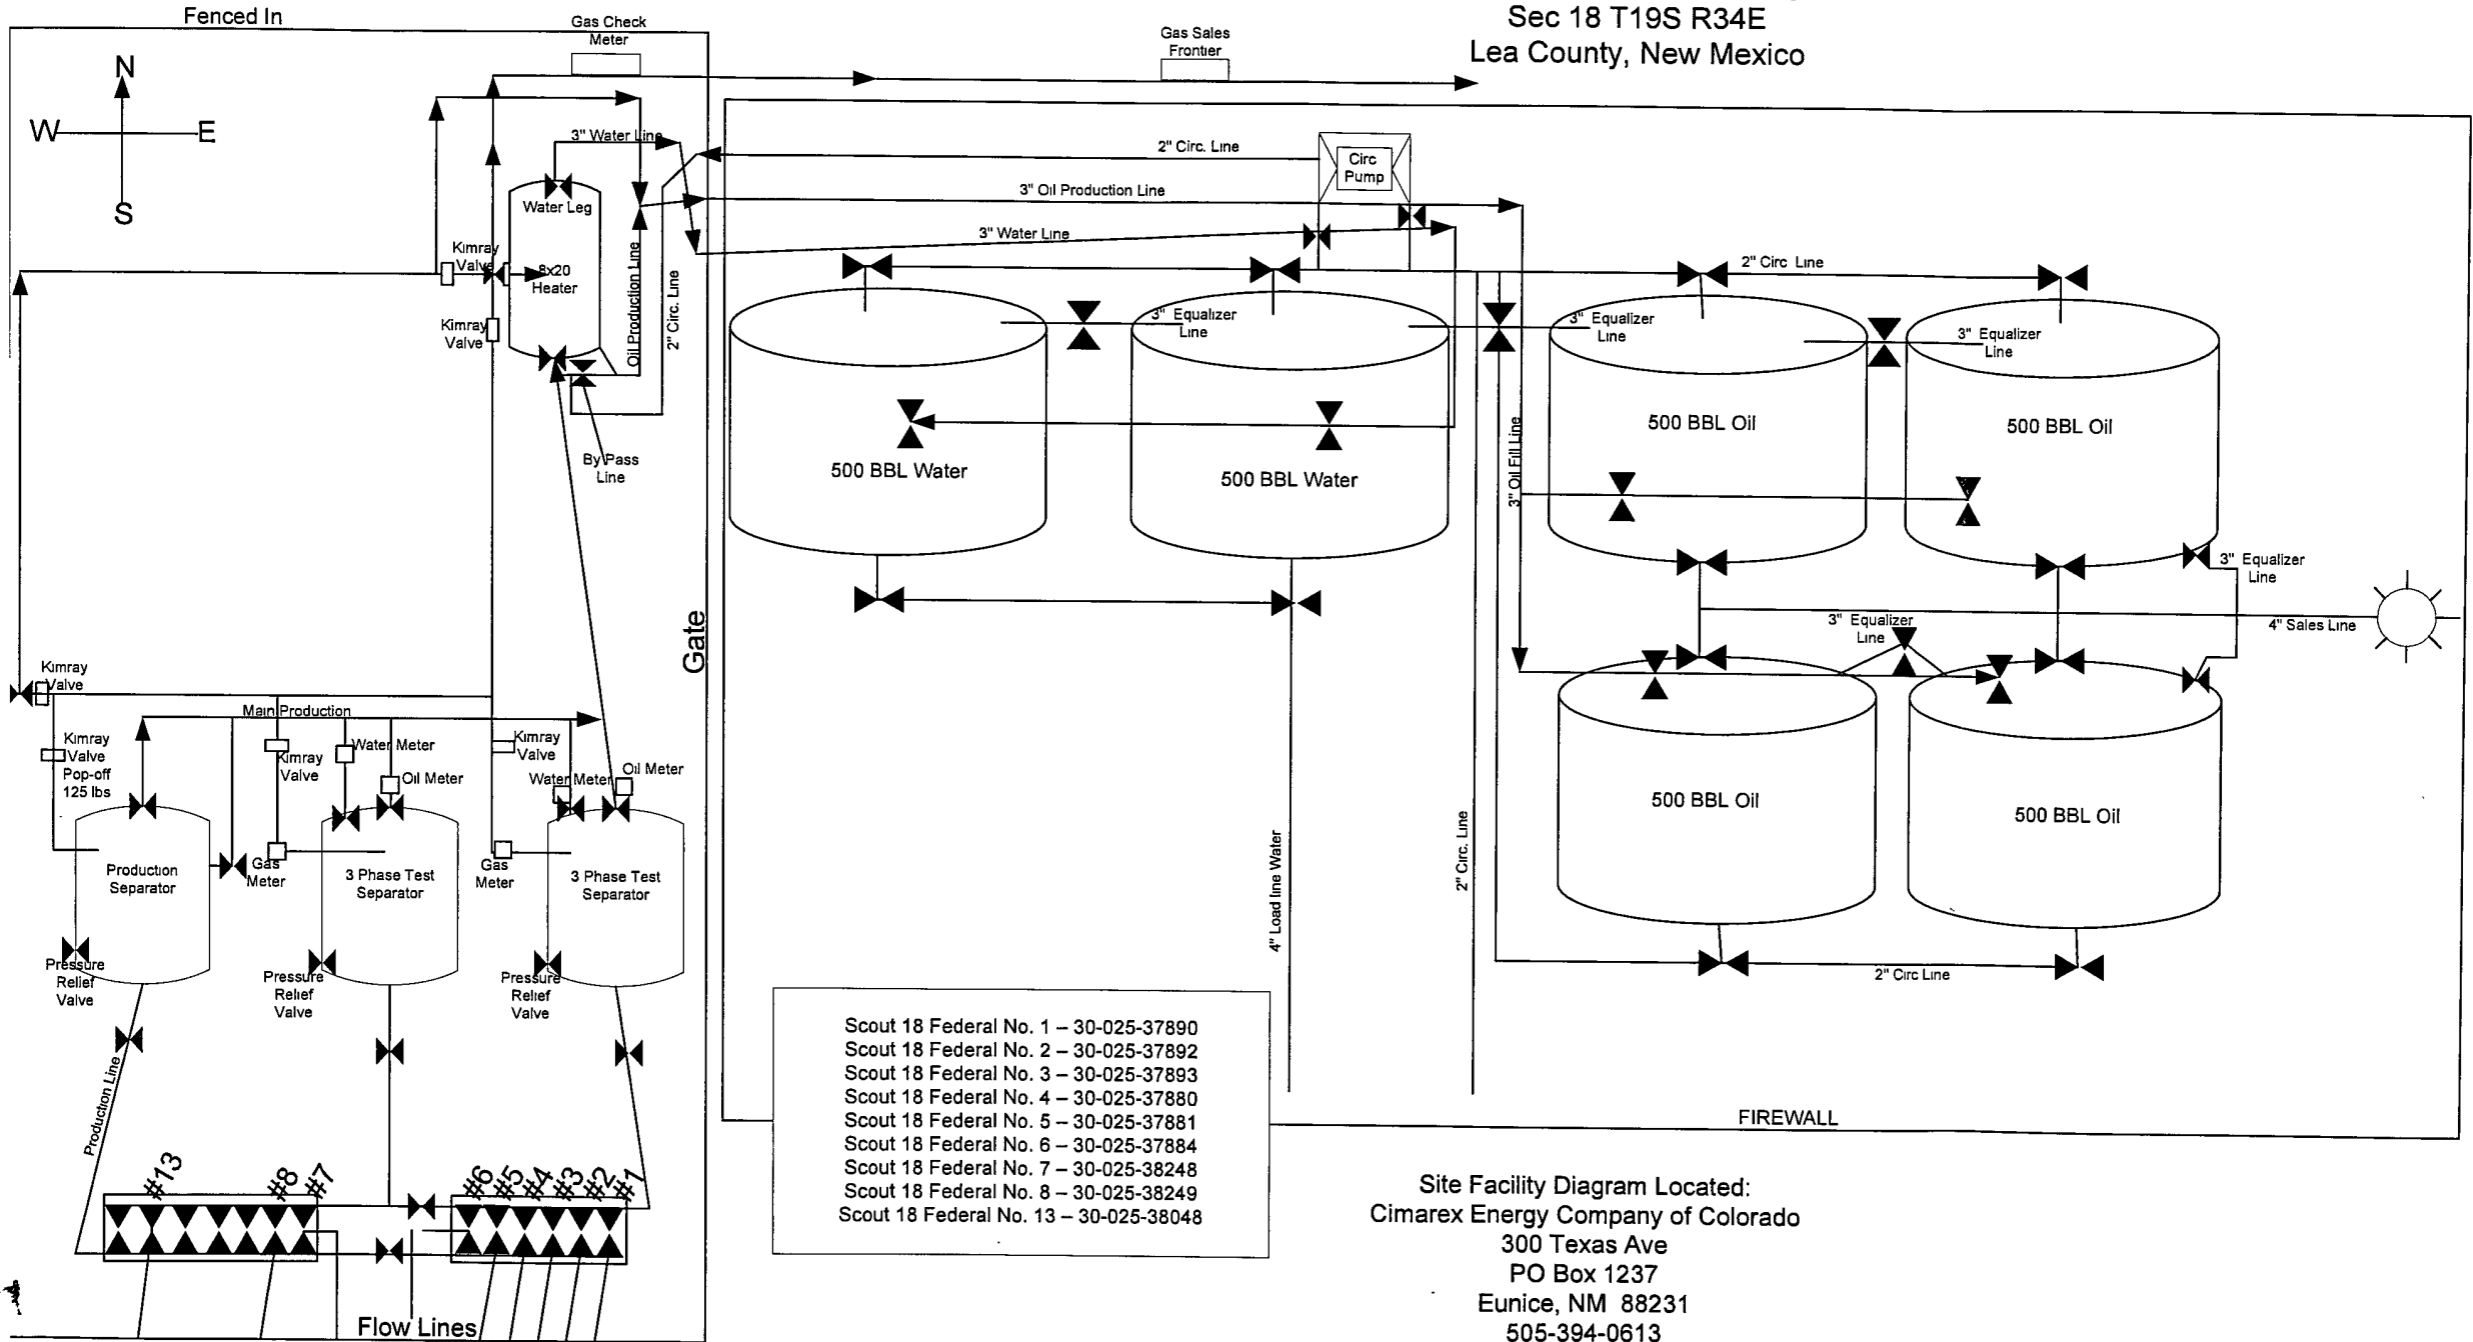 Sec 18 T19S R34E
Lea County, New Mexico
Fenced In
Gas Check
Meter
Gas Sales
Frontier
N
W
E
S
3" Water Line
2" Circ. Line
Circ
Pump
3" Oil Production Line
Water Leg
3" Water Line
Kimray
Valve
8x20
Heater
Kimray
Valve
Oil Production Line
2" Circ. Line
2" Circ Line
3" Equalizer
Line
3" Equalizer
Line
3" Equalizer
Line
By Pass
Line
500 BBL Water
500 BBL Water
3" Oil Fill Line
500 BBL Oil
500 BBL Oil
3" Equalizer
Line
3" Equalizer
Line
4" Sales Line
Gate
Kimray
Valve
Main Production
Kimray
Valve
Pop-off
125 lbs
Kimray
Valve
Water Meter
Oil Meter
Kimray
Valve
Water Meter
Oil Meter
Gas
Meter
Gas
Meter
Production
Separator
3 Phase Test
Separator
3 Phase Test
Separator
500 BBL Oil
500 BBL Oil
4" Load line Water
2" Circ. Line
2" Circ Line
Pressure
Relief
Valve
Pressure
Relief
Valve
Pressure
Relief
Valve
Production Line
Scout 18 Federal No. 1 – 30-025-37890
Scout 18 Federal No. 2 – 30-025-37892
Scout 18 Federal No. 3 – 30-025-37893
Scout 18 Federal No. 4 – 30-025-37880
Scout 18 Federal No. 5 – 30-025-37881
Scout 18 Federal No. 6 – 30-025-37884
Scout 18 Federal No. 7 – 30-025-38248
Scout 18 Federal No. 8 – 30-025-38249
Scout 18 Federal No. 13 – 30-025-38048
FIREWALL
#13
#8
#7
#6
#5
#4
#3
#2
#1
Flow Lines
Site Facility Diagram Located:
Cimarex Energy Company of Colorado
300 Texas Ave
PO Box 1237
Eunice, NM 88231
505-394-0613